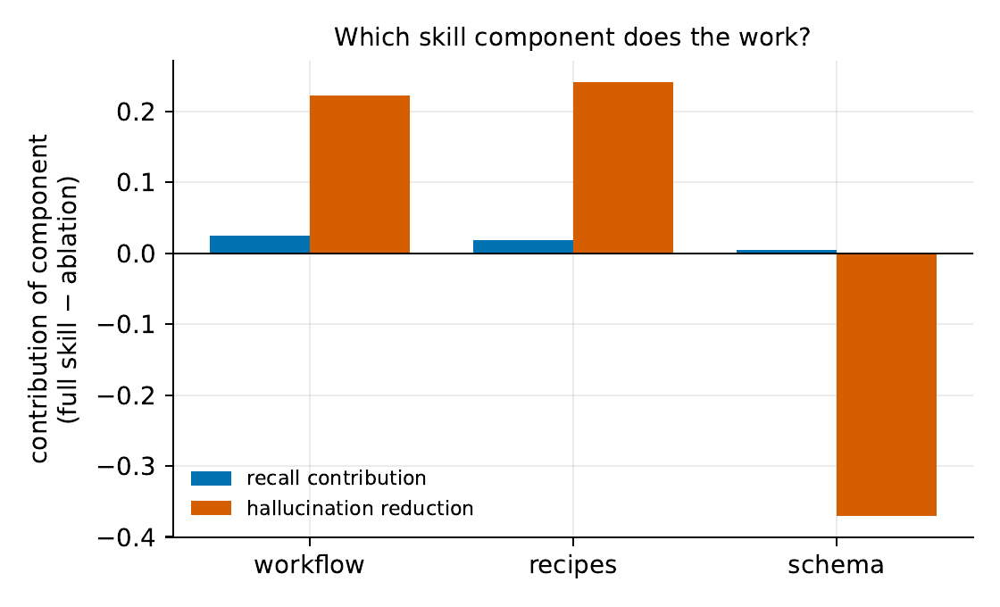 Which skill component does the work?
contribution of component
(full skill − ablation)
0.2
0.1
0.0
−0.1
−0.2
−0.3
−0.4
recall contribution
hallucination reduction
workflow
recipes
schema